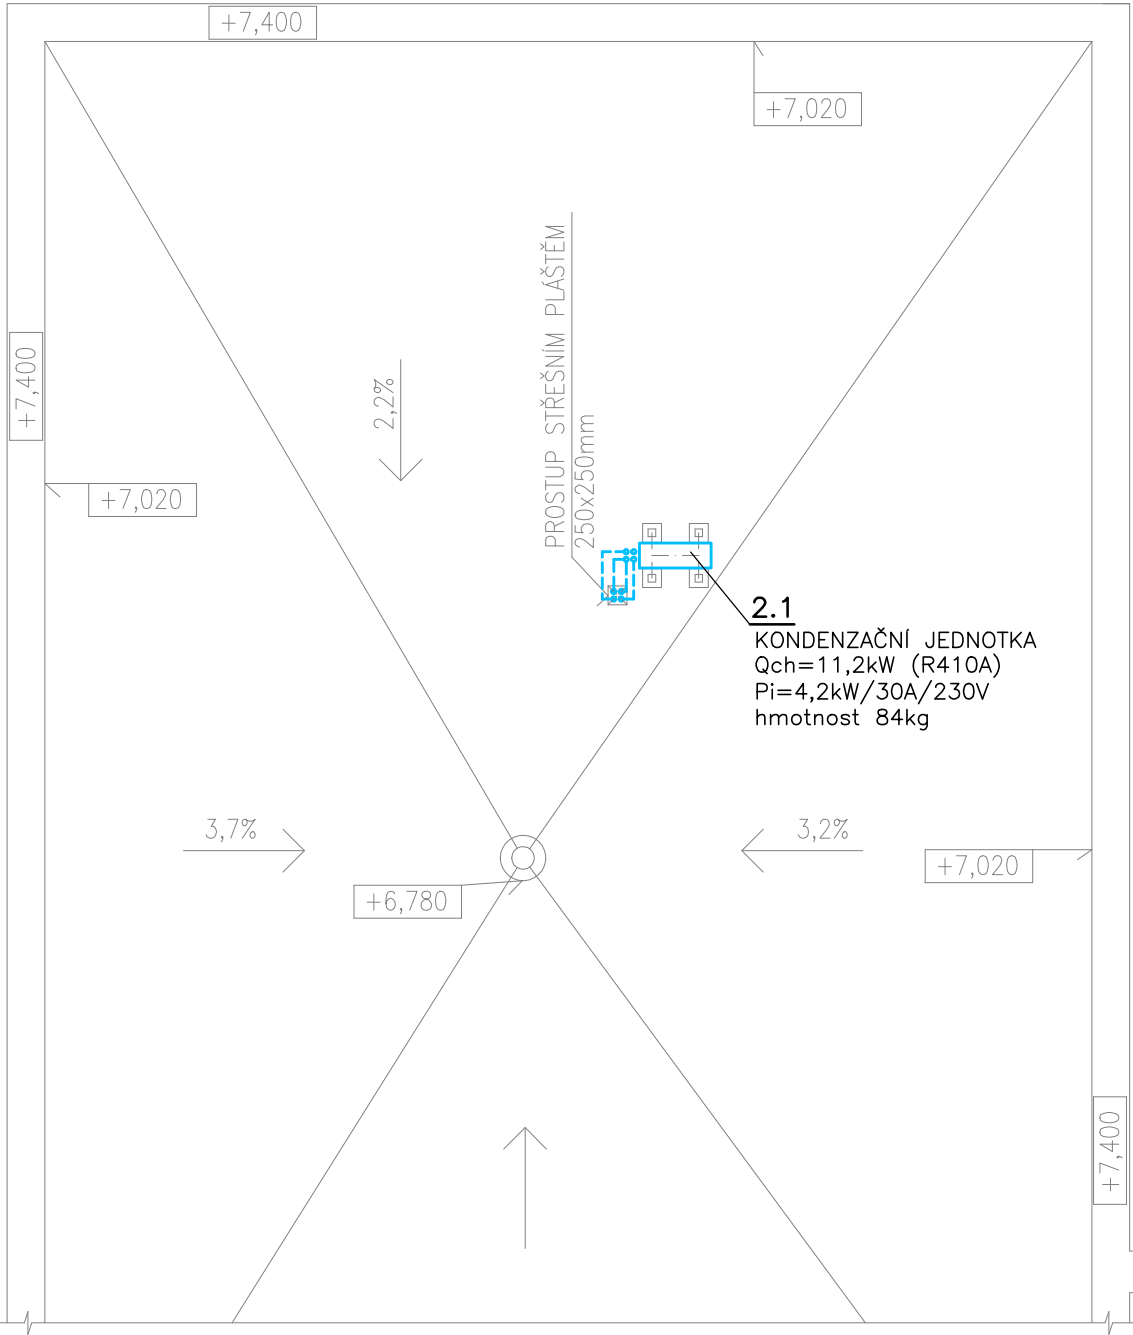 +7,400
+7,020
PROSTUP STŘEŠNÍM PLÁŠTĚM
250x250mm
+7,400
2,2%
+7,020
2.1
KONDENZAČNÍ JEDNOTKA
Qch=11,2kW (R410A)
Pi=4,2kW/30A/230V
hmotnost 84kg
3,7%
3,2%
+7,020
+6,780
+7,400